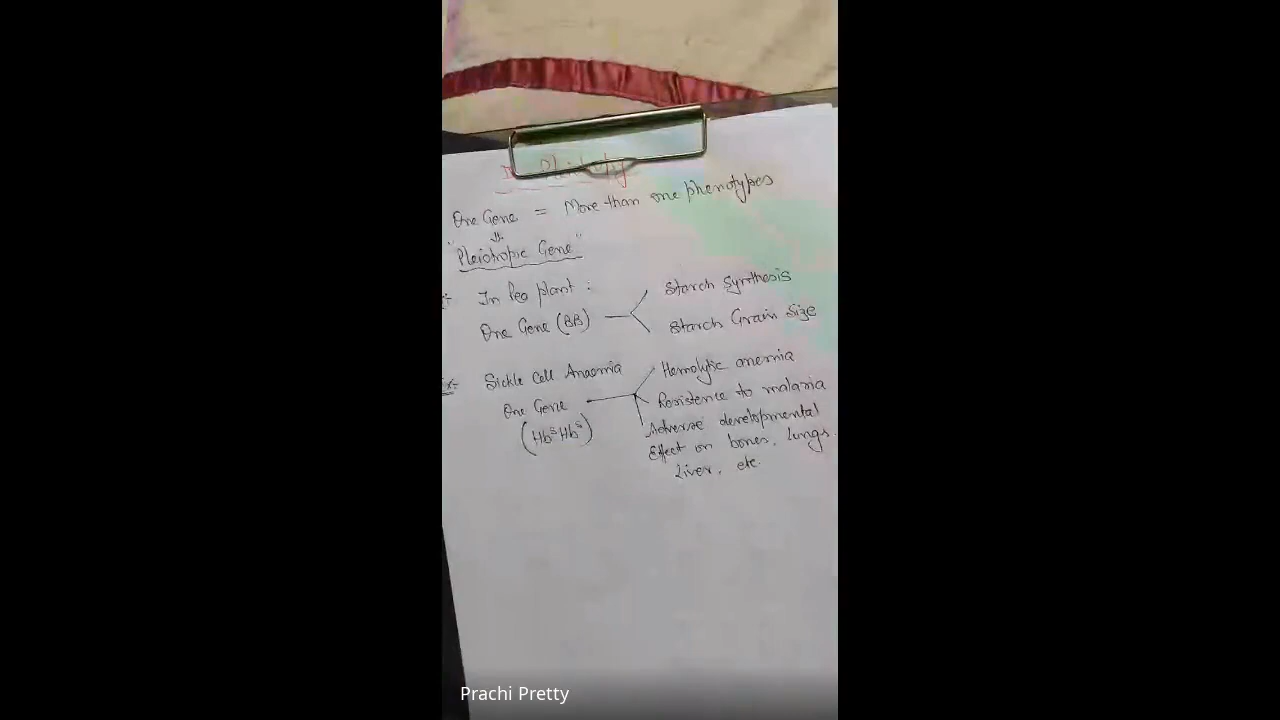 Pleiotropy
One Gene = More than one phenotypes
"Pleiotropic Gene"
In Pea plant :
One Gene (BB)
Starch Synthesis
Starch Grain Size
Ex:- Sickle Cell Anaemia
One Gene
(HbˢHbˢ)
Hemolytic anemia
Resistence to malaria
Adverse developmental
Effect on bones, lungs,
Liver, etc.
Prachi Pretty